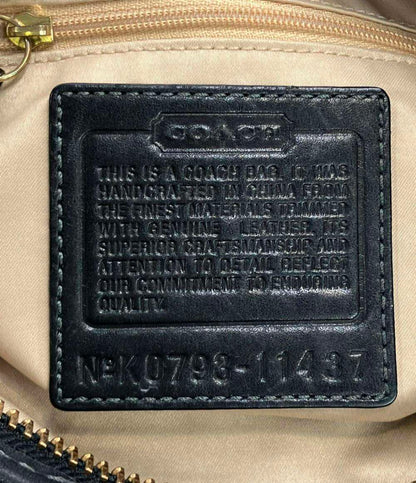 COACH
THIS IS A COACH BAG. IT WAS
HANDCRAFTED IN CHINA FROM
THE FINEST MATERIALS TRIMMED
WITH GENUINE LEATHER. ITS
SUPERIOR CRAFTSMANSHIP AND
ATTENTION TO DETAIL REFLECT
OUR COMMITMENT TO ENDURING
QUALITY.
No K0793-11437